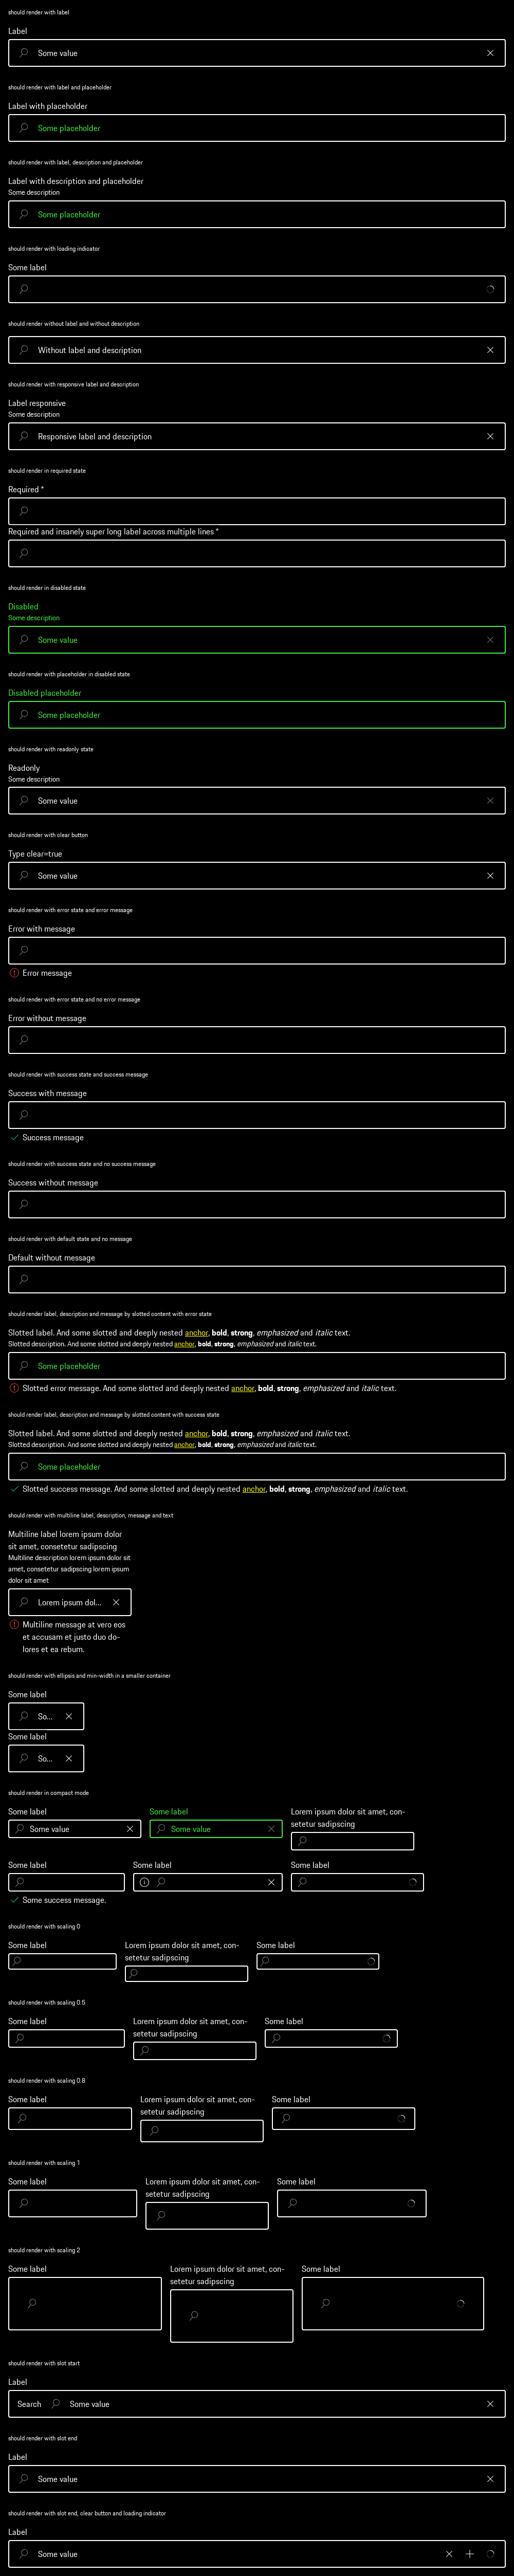 should render with label
Label
Some value
should render with label and placeholder
Label with placeholder
Some placeholder
should render with label, description and placeholder
Label with description and placeholder
Some description
Some placeholder
should render with loading indicator
Some label
should render without label and without description
Without label and description
should render with responsive label and description
Label responsive
Some description
Responsive label and description
should render in required state
Required *
Required and insanely super long label across multiple lines *
should render in disabled state
Disabled
Some description
Some value
should render with placeholder in disabled state
Disabled placeholder
Some placeholder
should render with readonly state
Readonly
Some description
Some value
should render with clear button
Type clear=true
Some value
should render with error state and error message
Error with message
Error message
should render with error state and no error message
Error without message
should render with success state and success message
Success with message
Success message
should render with success state and no success message
Success without message
should render with default state and no message
Default without message
should render label, description and message by slotted content with error state
Slotted label. And some slotted and deeply nested anchor, bold, strong, emphasized and italic text.
Slotted description. And some slotted and deeply nested anchor, bold, strong, emphasized and italic text.
Some placeholder
Slotted error message. And some slotted and deeply nested anchor, bold, strong, emphasized and italic text.
should render label, description and message by slotted content with success state
Slotted label. And some slotted and deeply nested anchor, bold, strong, emphasized and italic text.
Slotted description. And some slotted and deeply nested anchor, bold, strong, emphasized and italic text.
Some placeholder
Slotted success message. And some slotted and deeply nested anchor, bold, strong, emphasized and italic text.
should render with multiline label, description, message and text
Multiline label lorem ipsum dolor
sit amet, consetetur sadipscing
Multiline description lorem ipsum dolor sit
amet, consetetur sadipscing lorem ipsum
dolor sit amet
Lorem ipsum dol...
Multiline message at vero eos
et accusam et justo duo do-
lores et ea rebum.
should render with ellipsis and min-width in a smaller container
Some label
So...
Some label
So...
should render in compact mode
Some label
Some value
Some label
Some value
Lorem ipsum dolor sit amet, con-
setetur sadipscing
Some label
Some success message.
Some label
Some label
should render with scaling 0
Some label
Lorem ipsum dolor sit amet, con-
setetur sadipscing
Some label
should render with scaling 0.5
Some label
Lorem ipsum dolor sit amet, con-
setetur sadipscing
Some label
should render with scaling 0.8
Some label
Lorem ipsum dolor sit amet, con-
setetur sadipscing
Some label
should render with scaling 1
Some label
Lorem ipsum dolor sit amet, con-
setetur sadipscing
Some label
should render with scaling 2
Some label
Lorem ipsum dolor sit amet, con-
setetur sadipscing
Some label
should render with slot start
Label
Search Some value
should render with slot end
Label
Some value
should render with slot end, clear button and loading indicator
Label
Some value